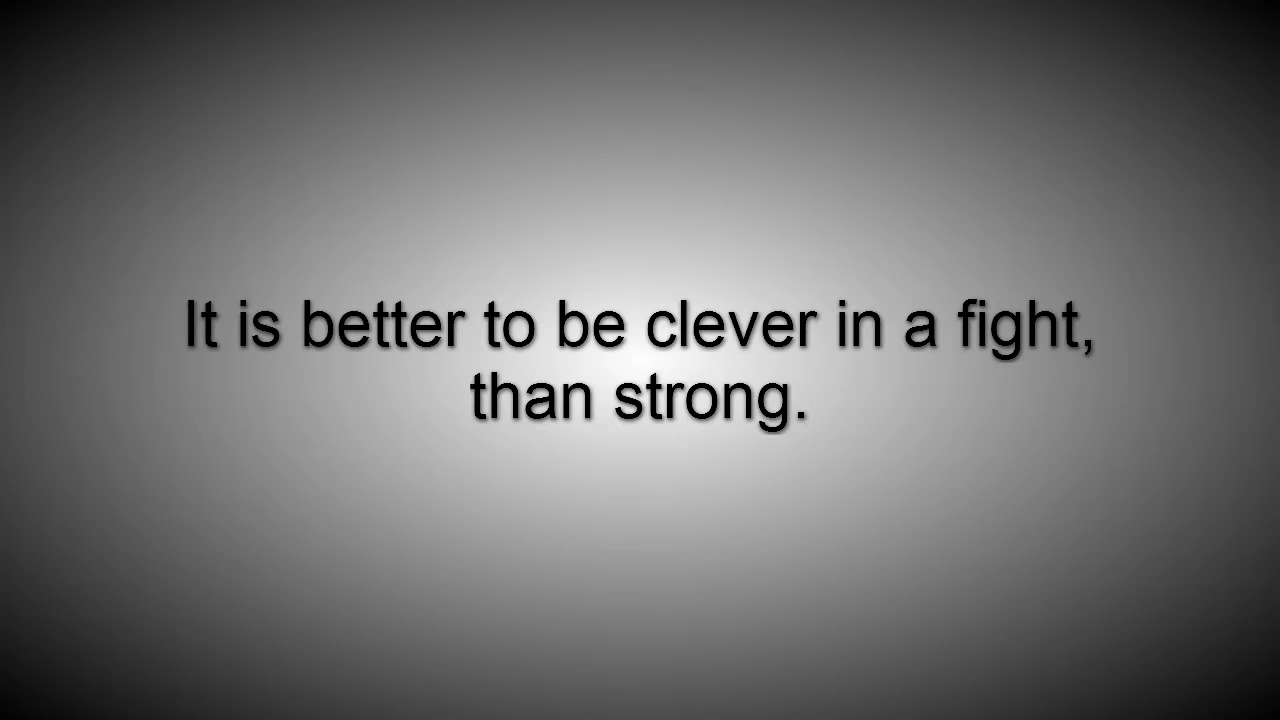 It is better to be clever in a fight,
than strong.